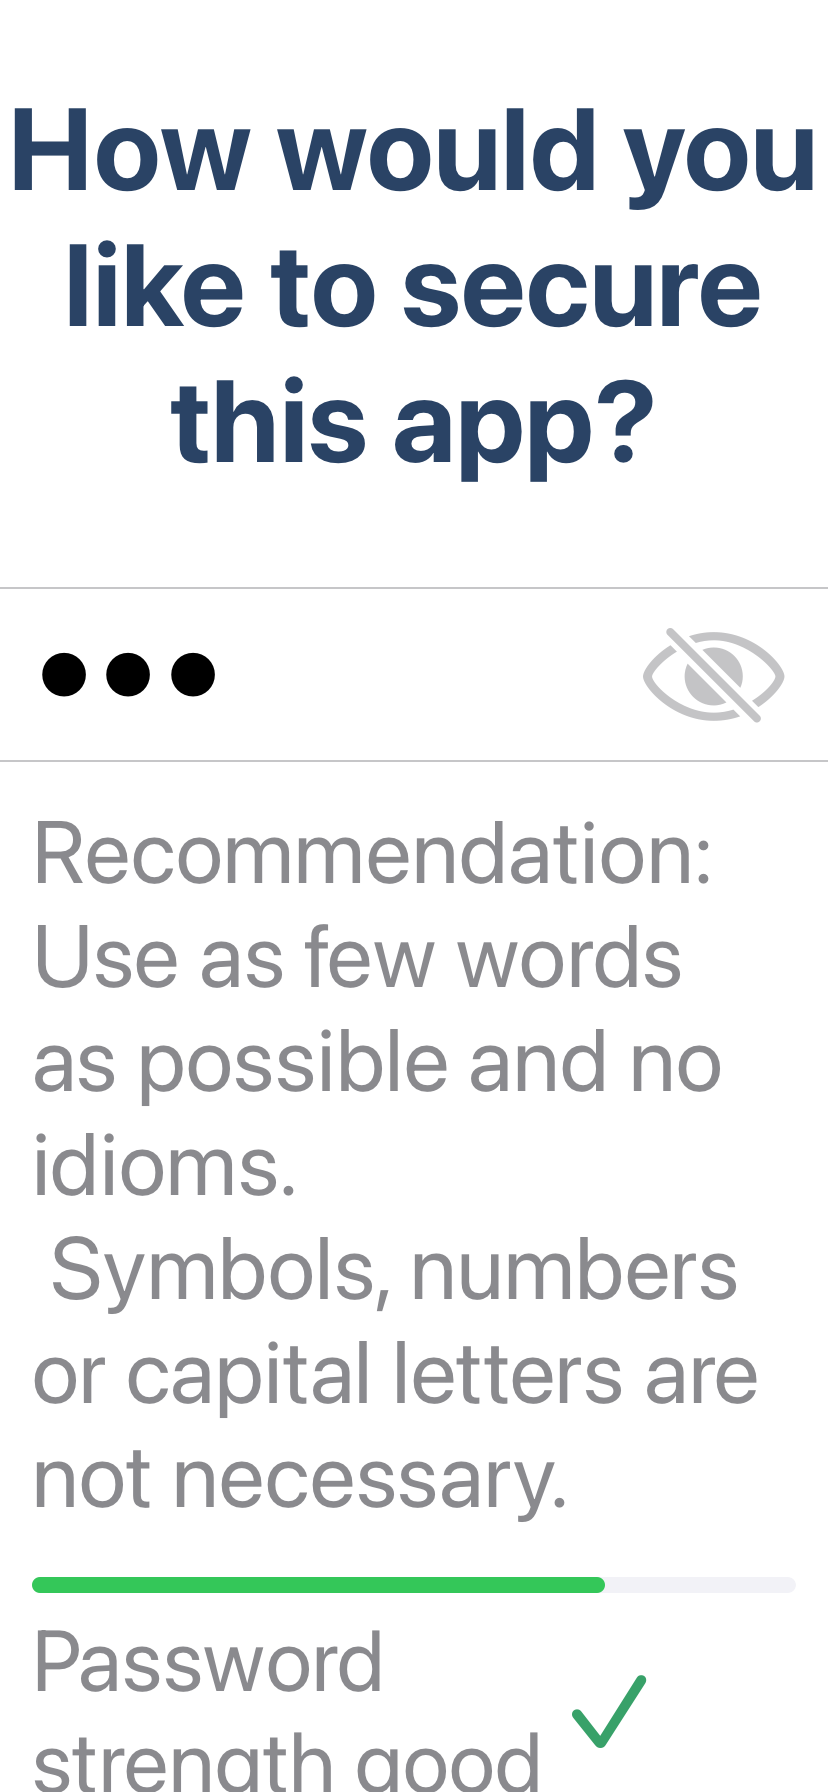 How would you
like to secure
this app?
Recommendation:
Use as few words
as possible and no
idioms.
Symbols, numbers
or capital letters are
not necessary.
Password
strength good